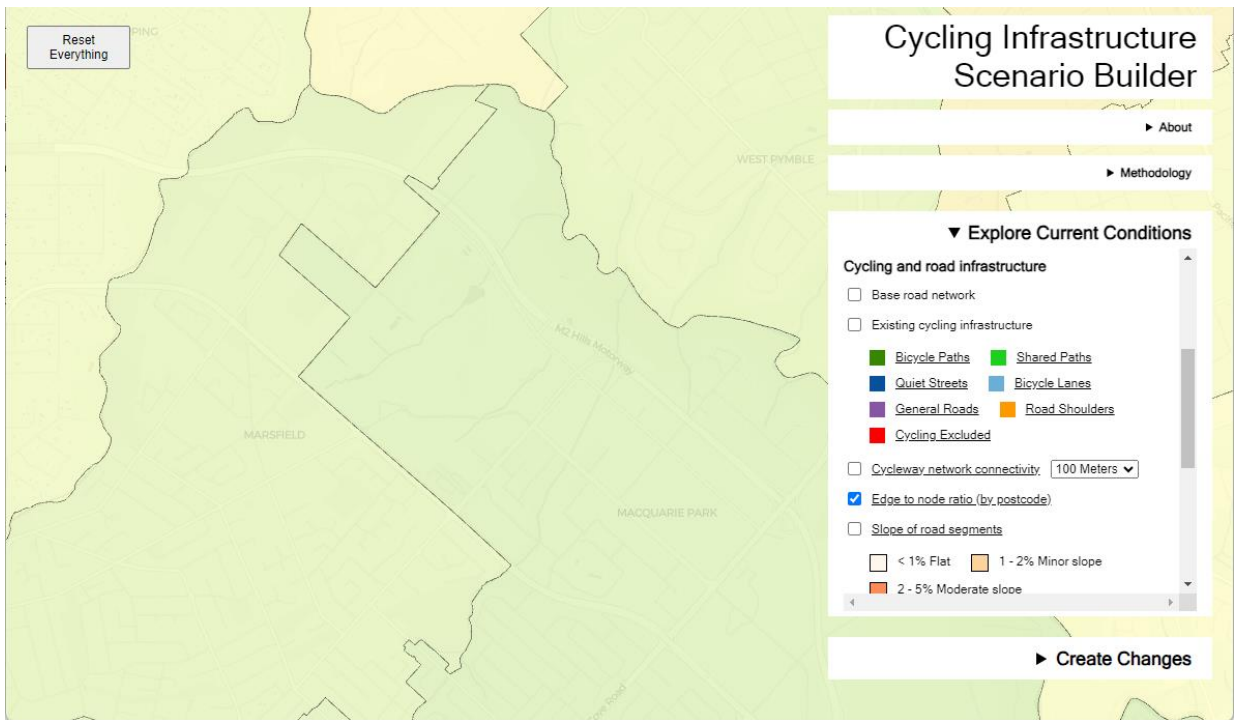 Reset
Everything
PING
Cycling Infrastructure
Scenario Builder
▶ About
WEST PYMBLE
▶ Methodology
▼ Explore Current Conditions
Cycling and road infrastructure
Base road network
Existing cycling infrastructure
Bicycle Paths
Shared Paths
Quiet Streets
Bicycle Lanes
General Roads
Road Shoulders
Cycling Excluded
M2 Hills Motorway
MARSFIELD
Cycleway network connectivity 100 Meters
Edge to node ratio (by postcode)
MACQUARIE PARK
Slope of road segments
< 1% Flat
1 - 2% Minor slope
2 - 5% Moderate slope
▶ Create Changes
Road